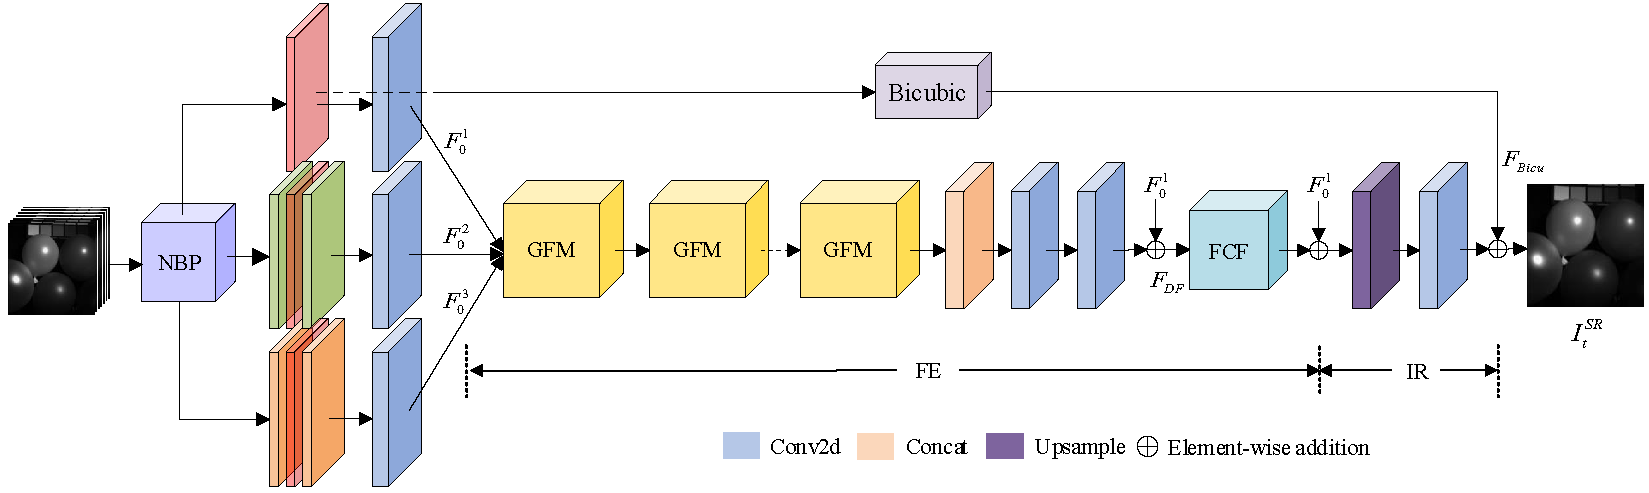 Bicubic
F_0^1
F_{Bicu}
F_0^1
F_0^1
F_0^2
NBP
GFM
GFM
GFM
FCF
F_{DF}
F_0^3
I_t^{SR}
FE
IR
Conv2d
Concat
Upsample
Element-wise addition